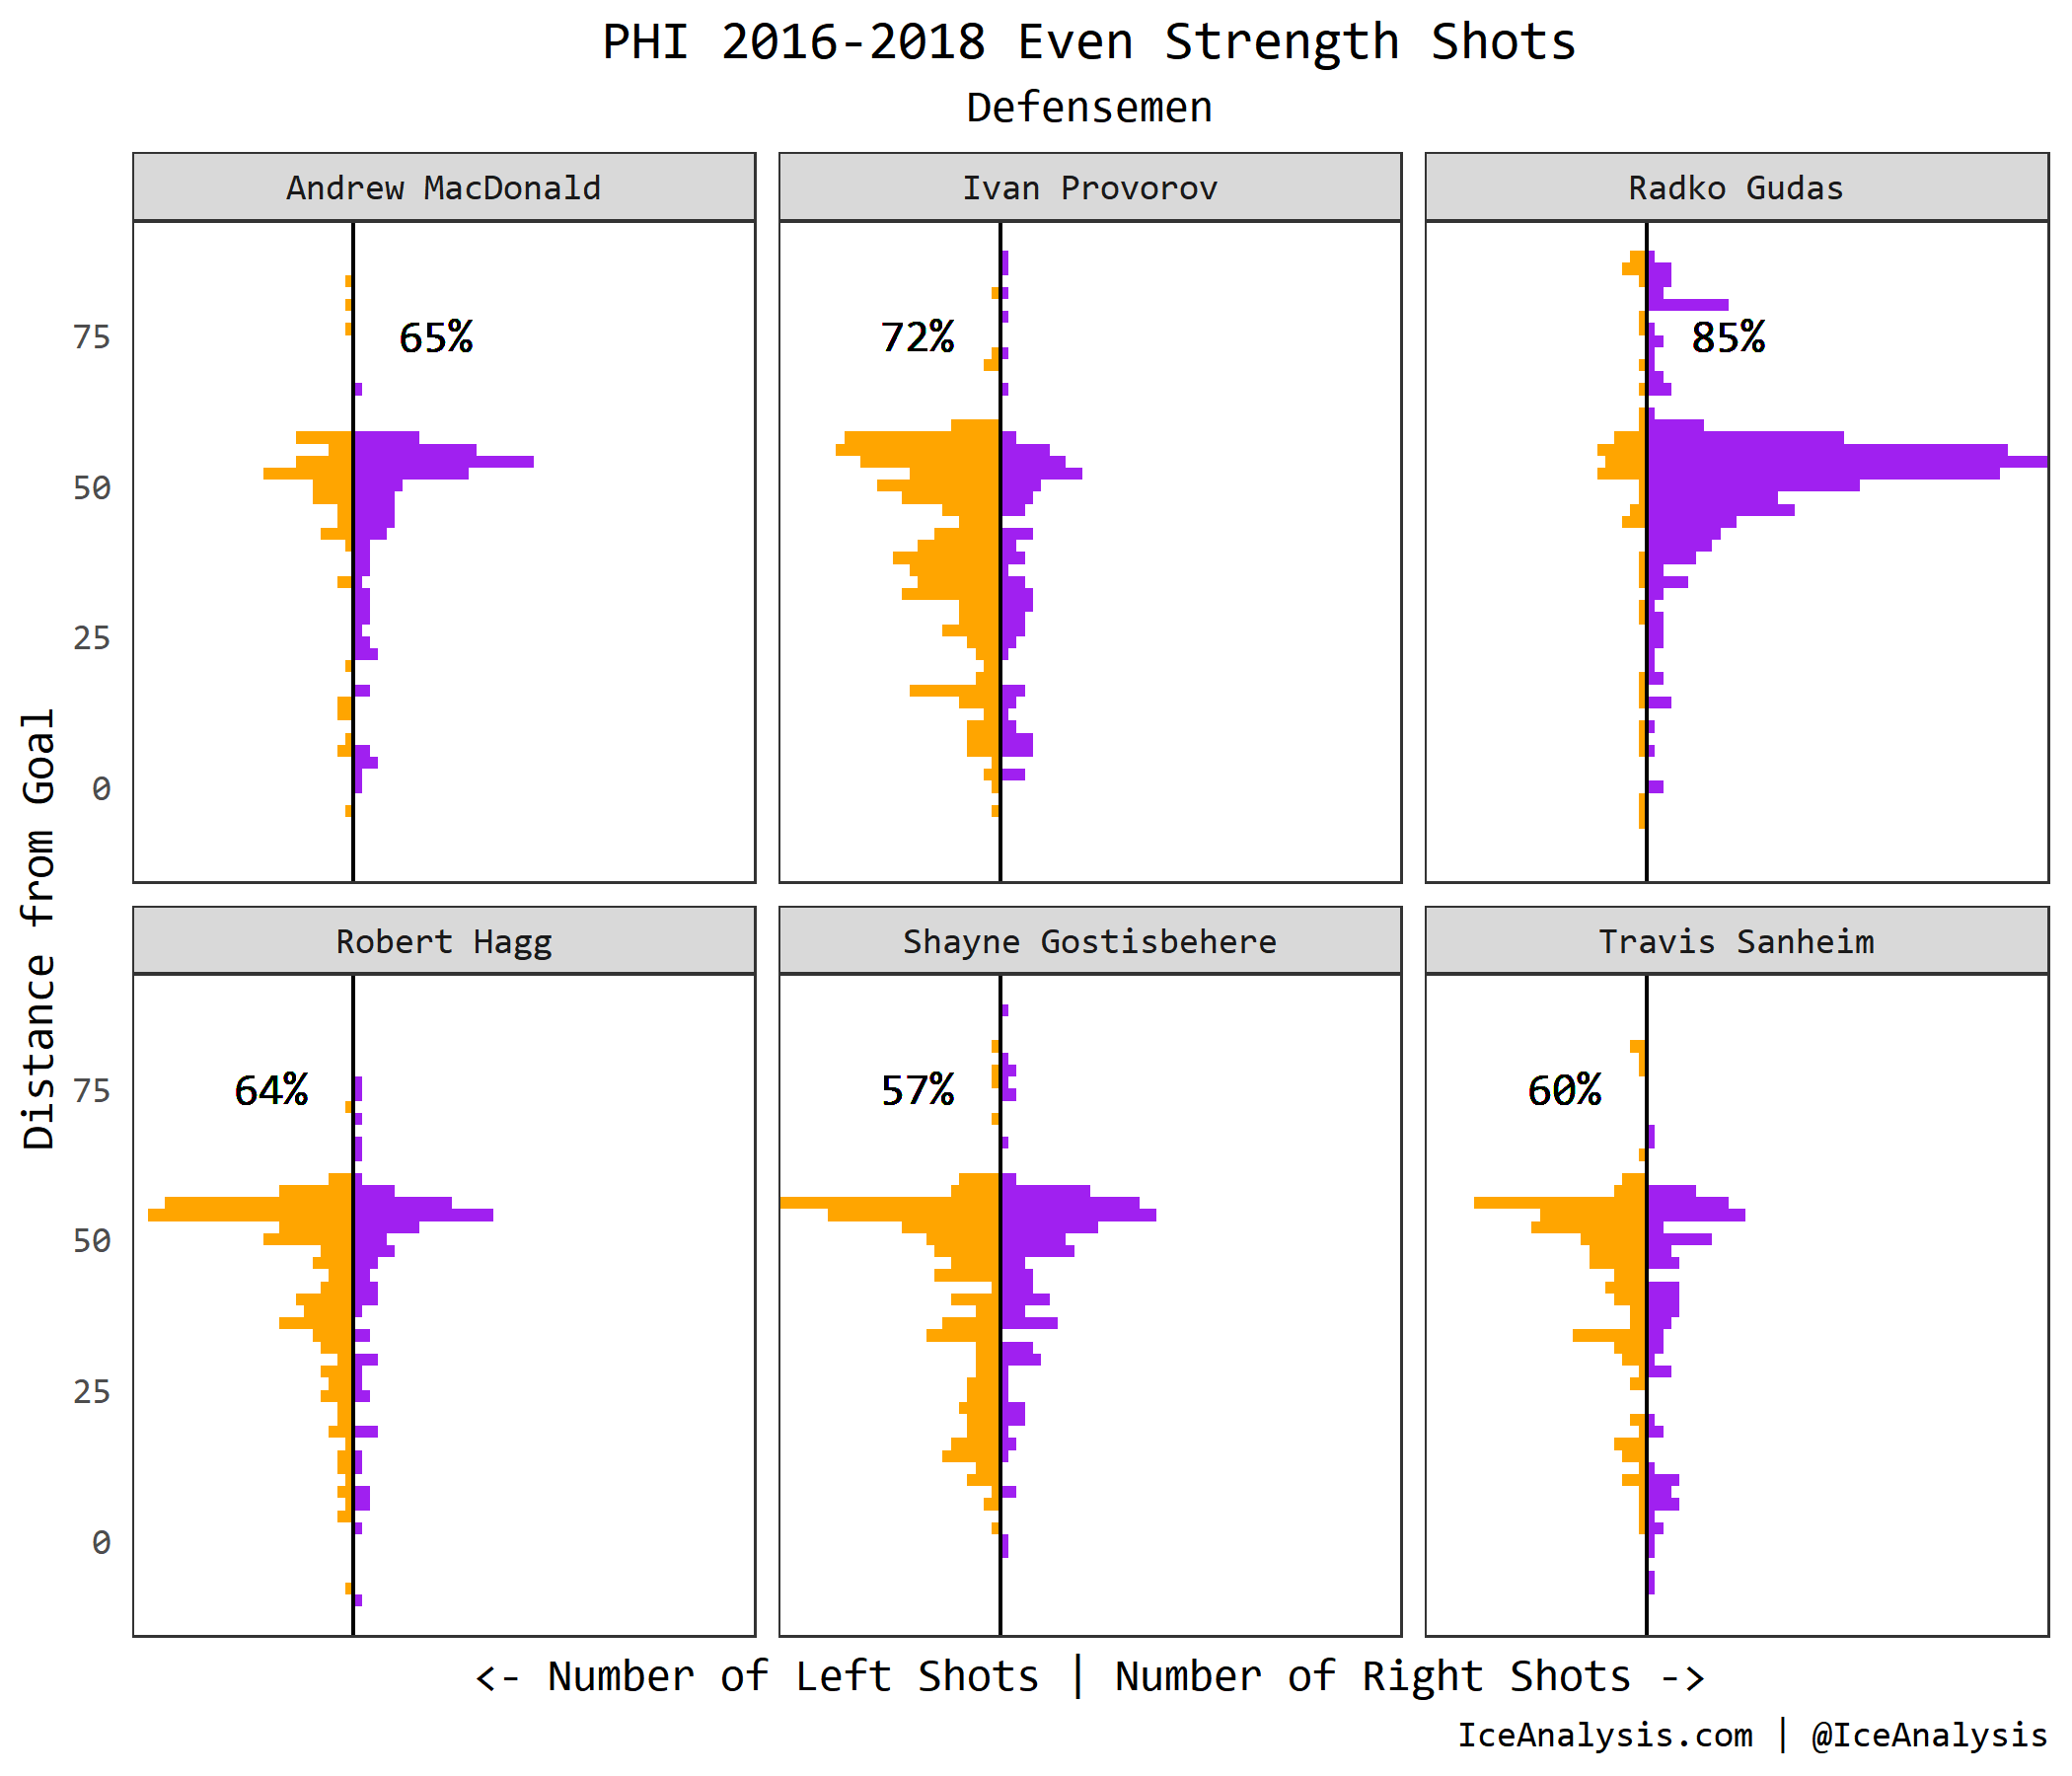 PHI 2016-2018 Even Strength Shots
Defensemen
Andrew MacDonald
Ivan Provorov
Radko Gudas
65%
72%
85%
75
50
25
0
Robert Hagg
Shayne Gostisbehere
Travis Sanheim
64%
57%
60%
75
50
25
0
Distance from Goal
<- Number of Left Shots | Number of Right Shots ->
IceAnalysis.com | @IceAnalysis